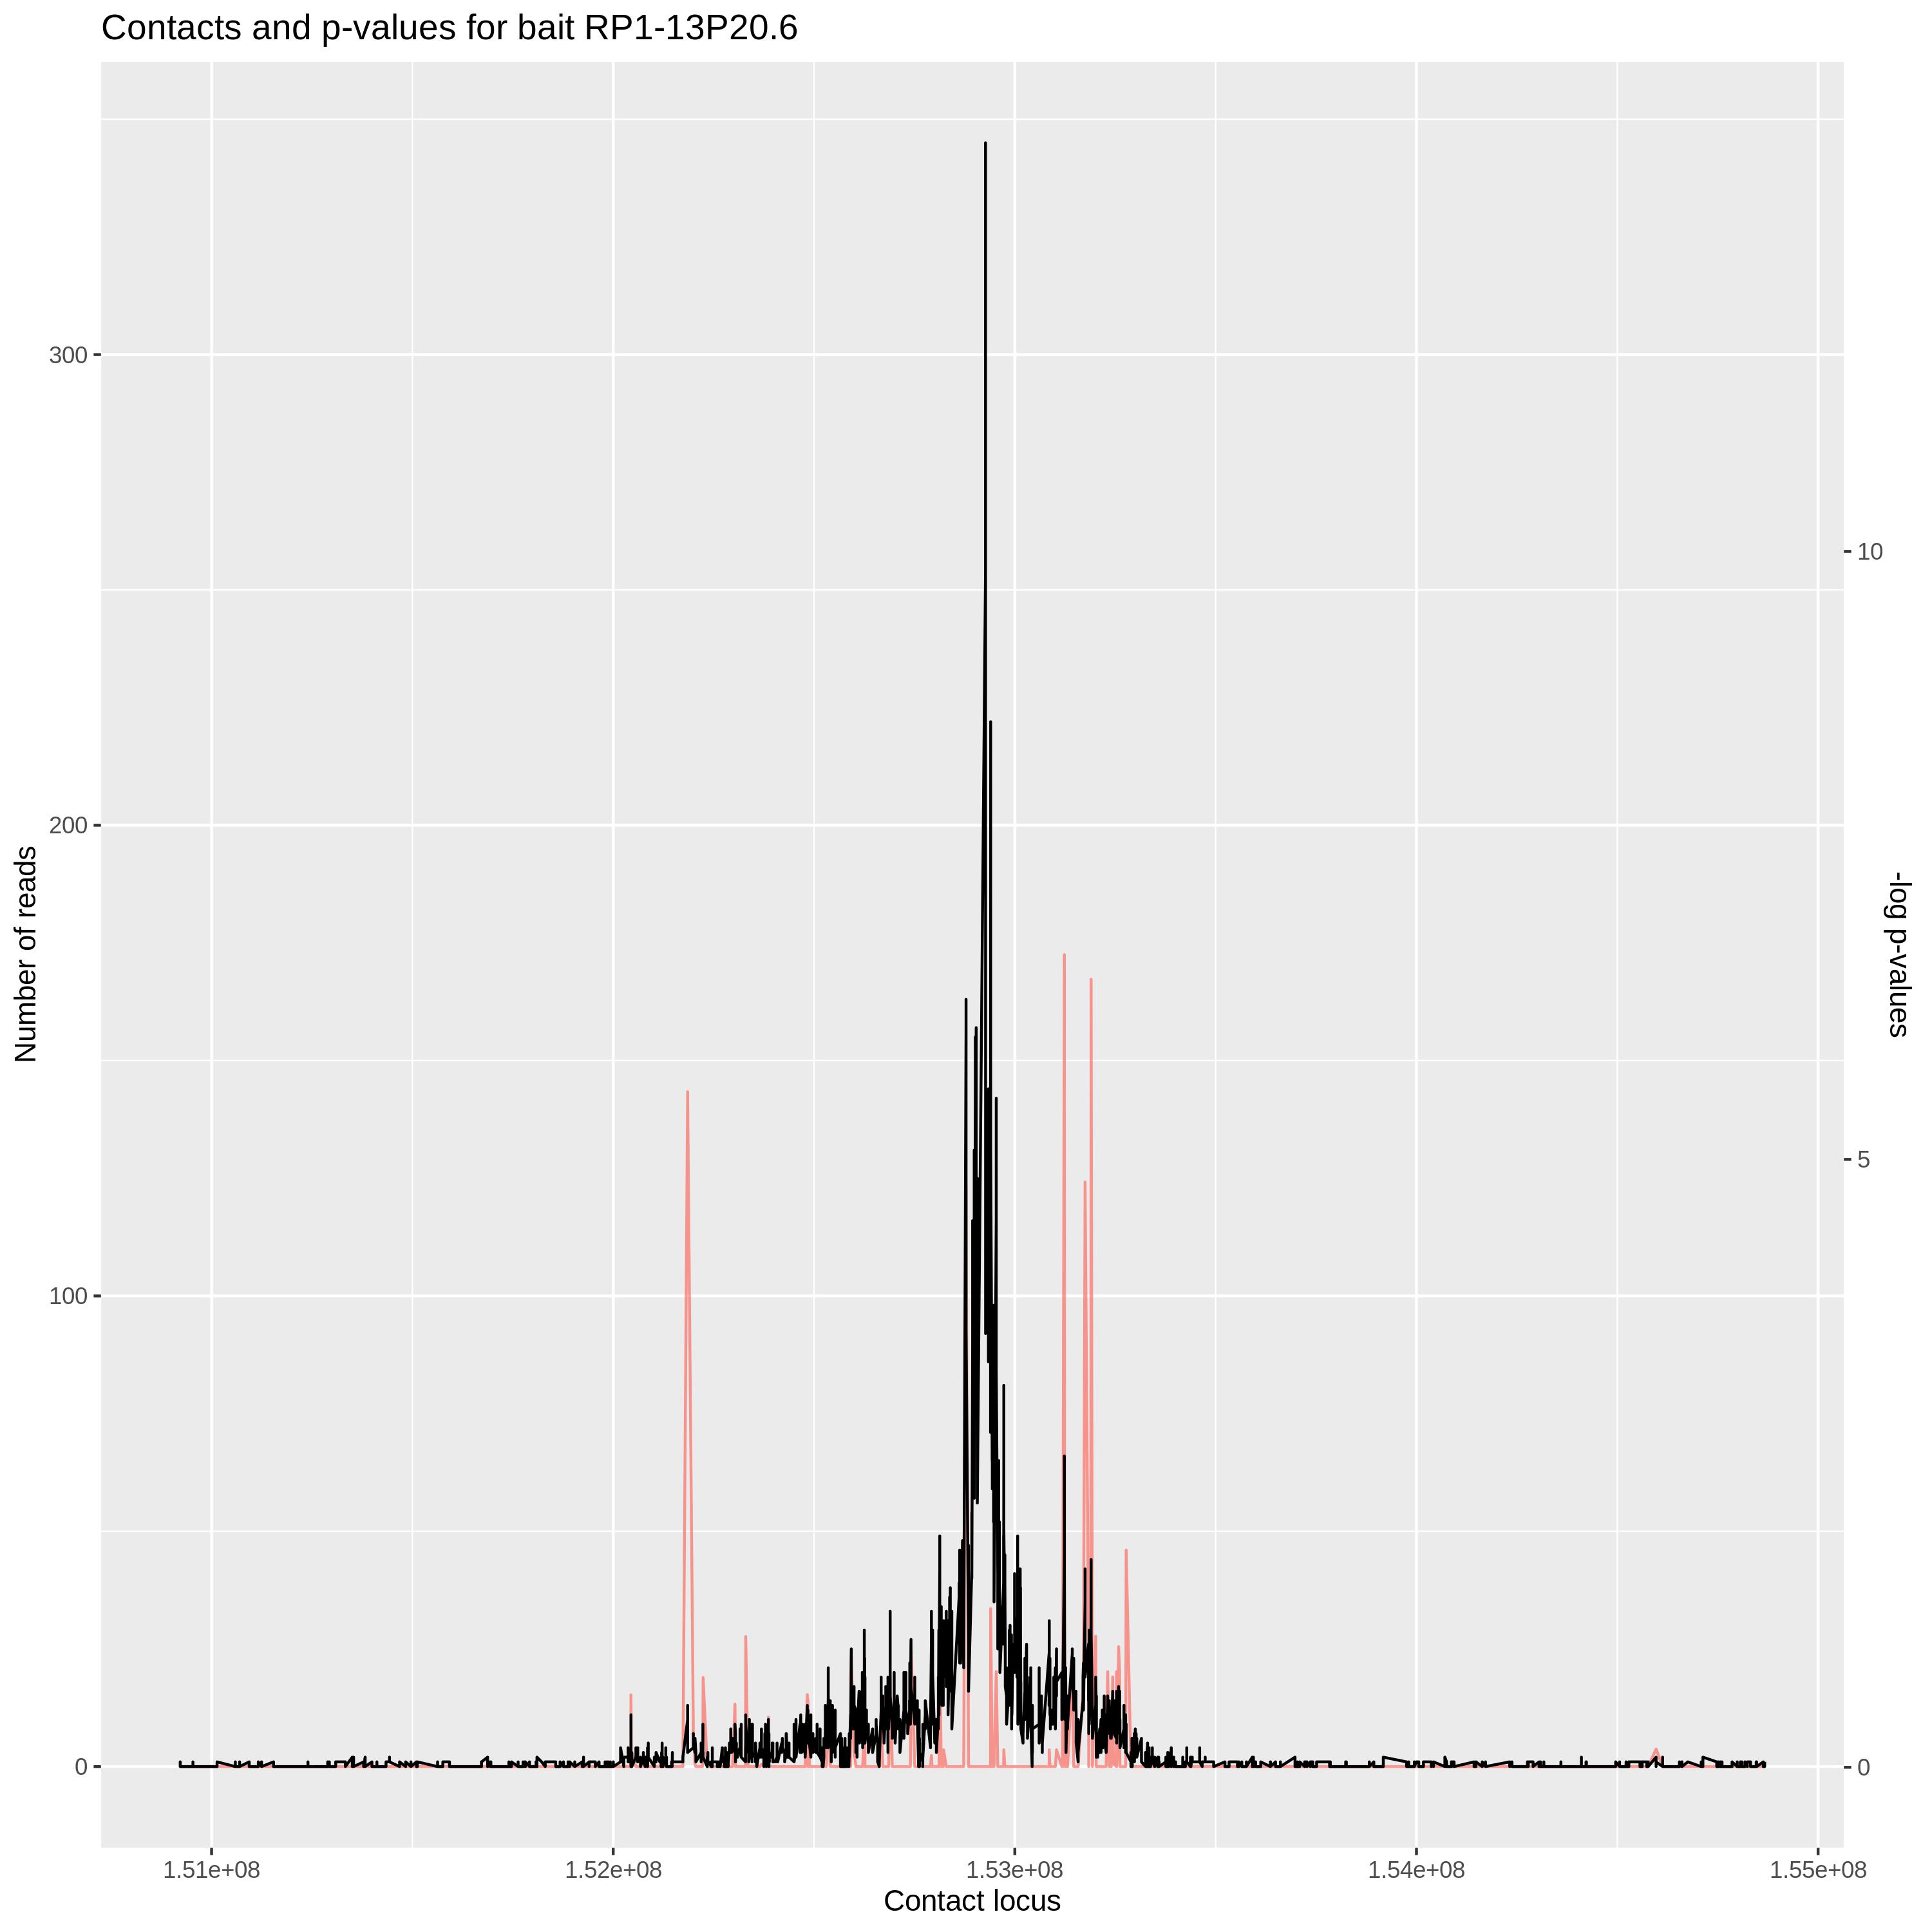 Contacts and p-values for bait RP1-13P20.6
Number of reads
300
200
100
0
10
5
0
-log p-values
1.51e+08
1.52e+08
1.53e+08
1.54e+08
1.55e+08
Contact locus